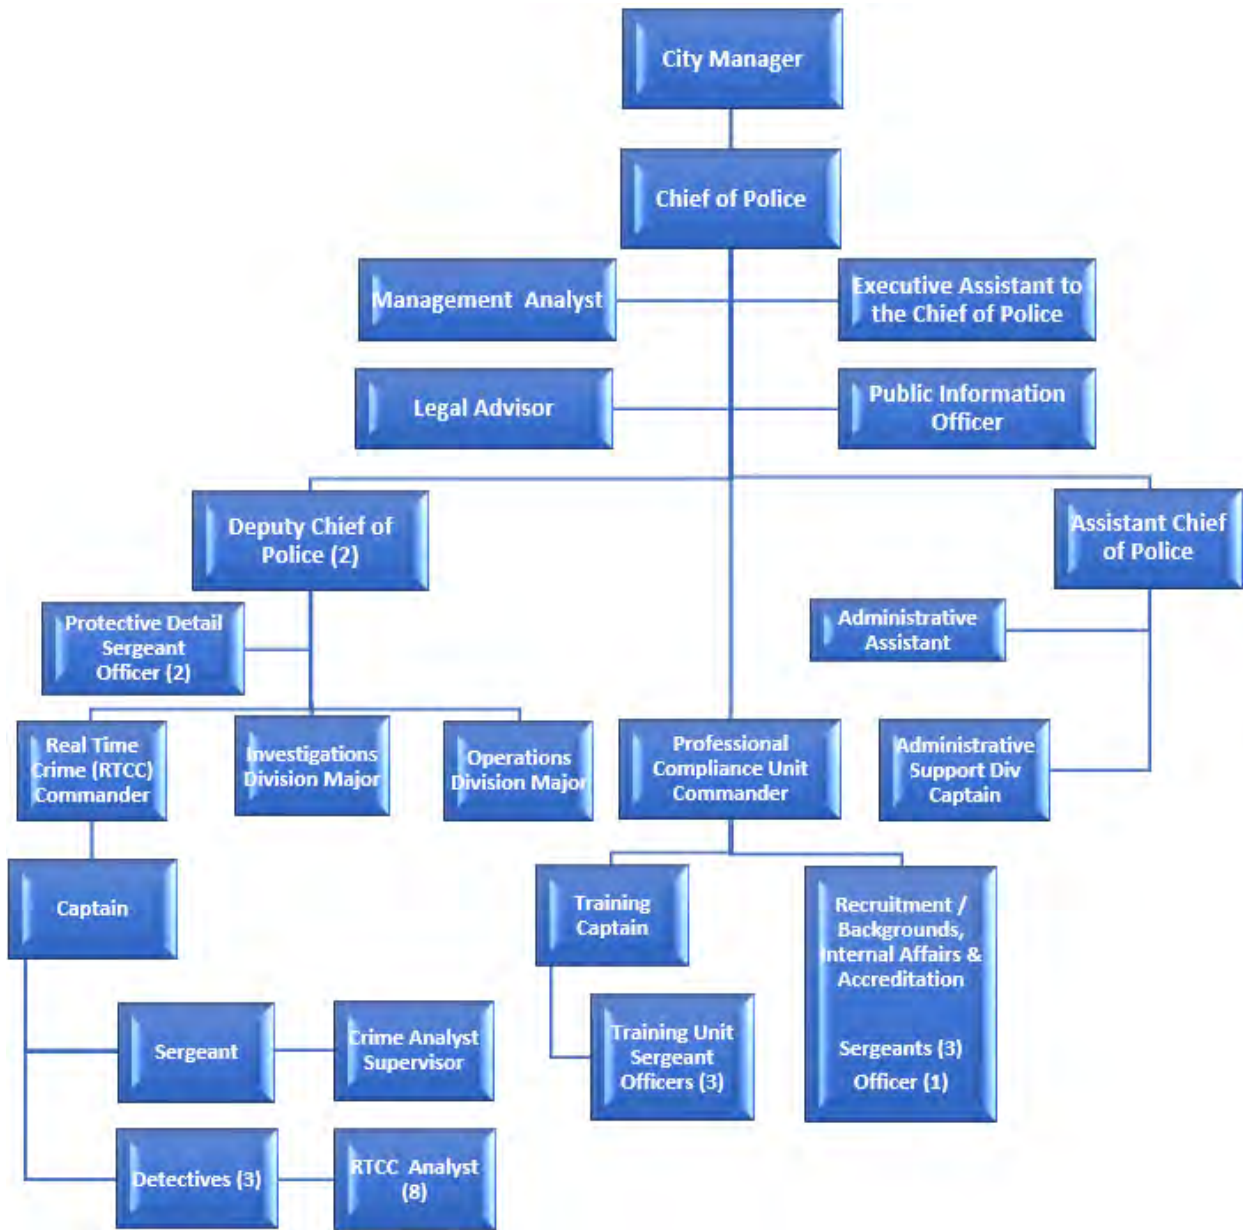 City Manager
Chief of Police
Management Analyst
Executive Assistant to
the Chief of Police
Legal Advisor
Public Information
Officer
Deputy Chief of
Police (2)
Assistant Chief
of Police
Protective Detail
Sergeant
Officer (2)
Administrative
Assistant
Real Time
Crime (RTCC)
Commander
Investigations
Division Major
Operations
Division Major
Professional
Compliance Unit
Commander
Administrative
Support Div
Captain
Captain
Training
Captain
Recruitment /
Backgrounds,
Internal Affairs &
Accreditation
Sergeants (3)
Officer (1)
Sergeant
Crime Analyst
Supervisor
Training Unit
Sergeant
Officers (3)
Detectives (3)
RTCC Analyst
(8)